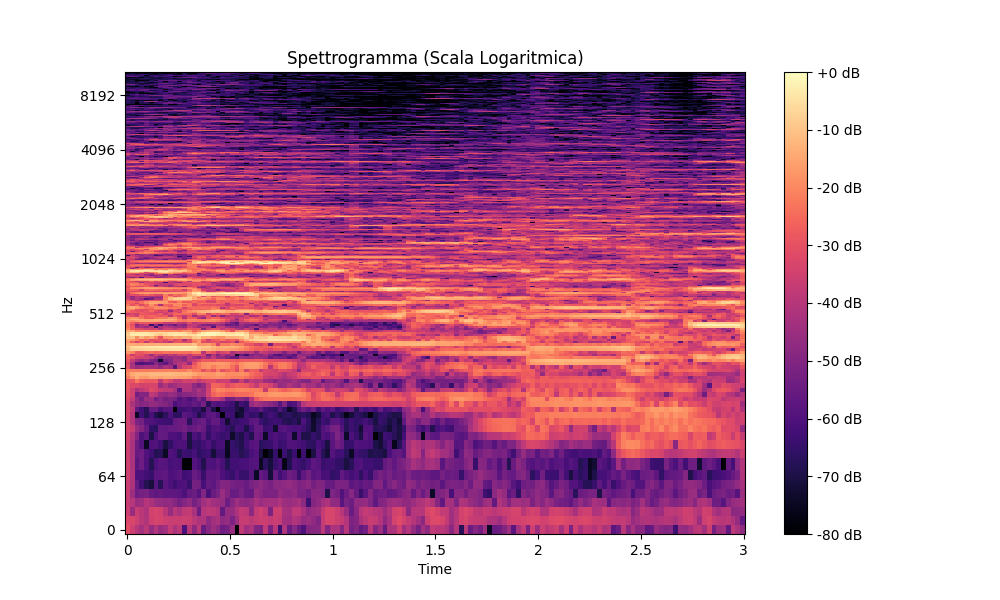 Spettrogramma (Scala Logaritmica)
Hz
8192
4096
2048
1024
512
256
128
64
0
0
0.5
1
1.5
2
2.5
3
Time
+0 dB
-10 dB
-20 dB
-30 dB
-40 dB
-50 dB
-60 dB
-70 dB
-80 dB